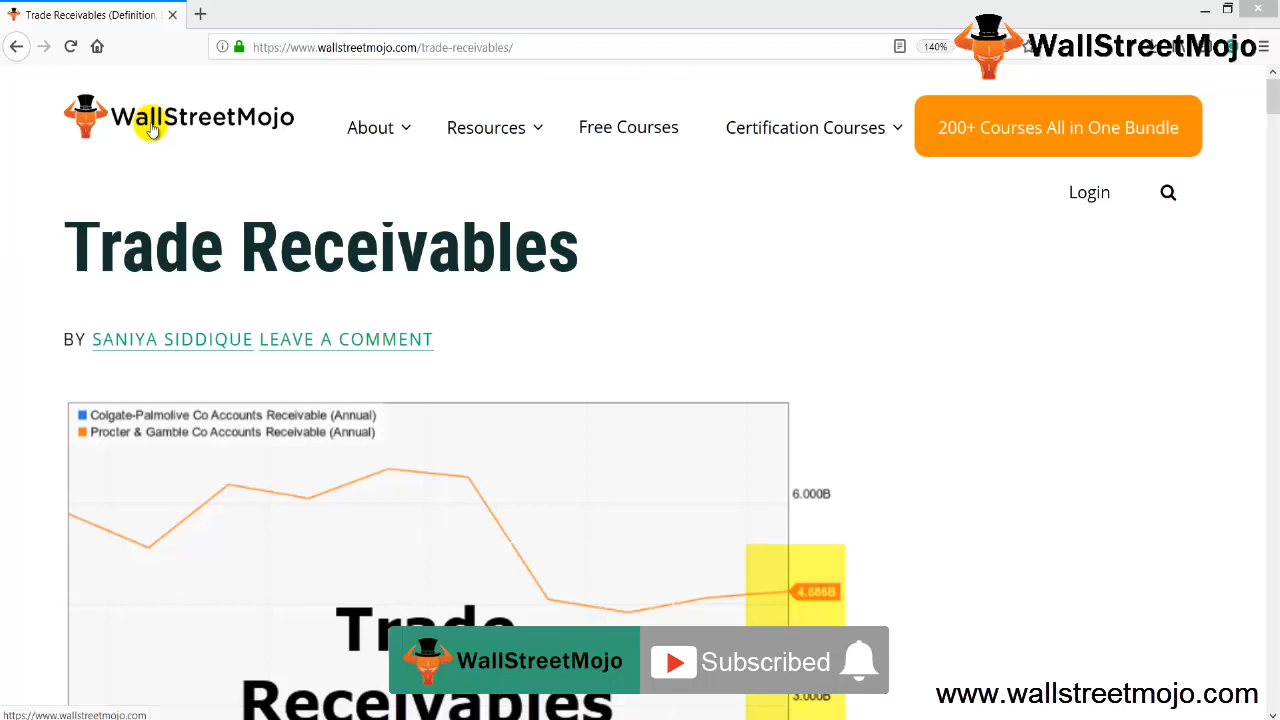 Trade Receivables (Definition,
https://www.wallstreetmojo.com/trade-receivables/
140%
WallStreetMojo
WallStreetMojo
About
Resources
Free Courses
Certification Courses
200+ Courses All in One Bundle
Login
Trade Receivables
BY SANIYA SIDDIQUE LEAVE A COMMENT
Colgate-Palmolive Co Accounts Receivable (Annual)
Procter & Gamble Co Accounts Receivable (Annual)
6.000B
4.686B
Trade
Receivables
3.000B
WallStreetMojo
Subscribed
www.wallstreetmojo.com
https://www.wallstreetmojo.com